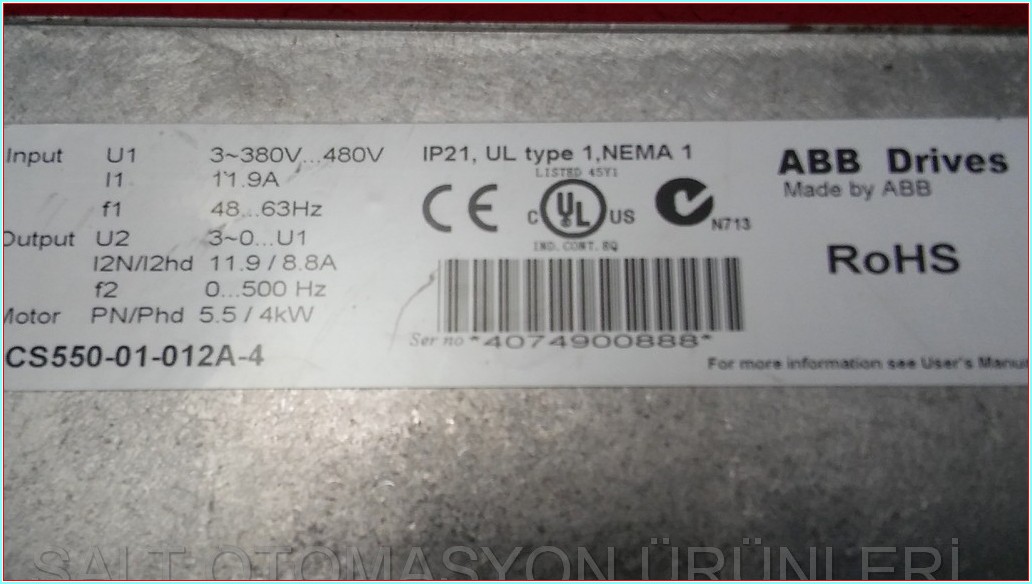 Input U1 3~380V...480V
I1 11.9A
f1 48...63Hz
Output U2 3~0...U1
I2N/I2hd 11.9 / 8.8A
f2 0...500 Hz
Motor PN/Phd 5.5 / 4kW
CS550-01-012A-4
IP21, UL type 1,NEMA 1
LISTED 45Y1
CE
C UL US
N713
IND. CONT. EQ
Ser no *4074900888*
ABB Drives
Made by ABB
RoHS
For more information see User's Manu
SALT OTOMASYON ÜRÜNLERİ